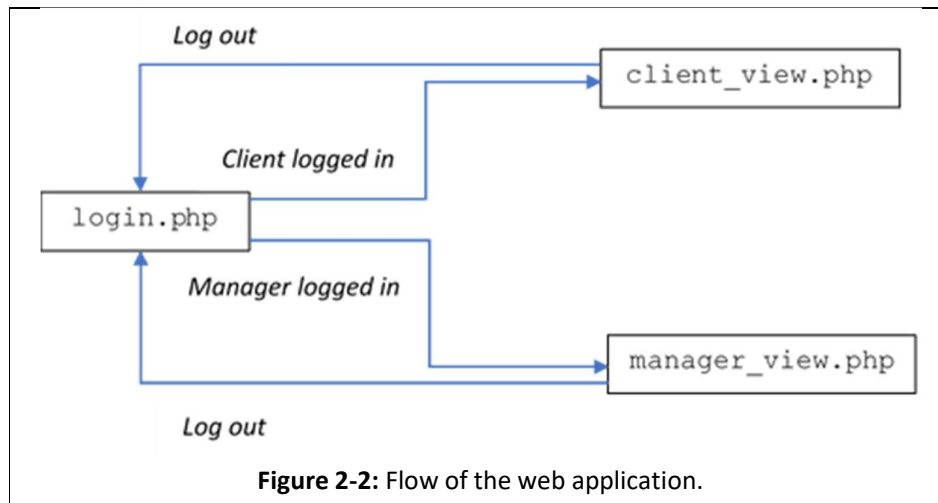 Log out
client_view.php
Client logged in
login.php
Manager logged in
manager_view.php
Log out
Figure 2-2: Flow of the web application.